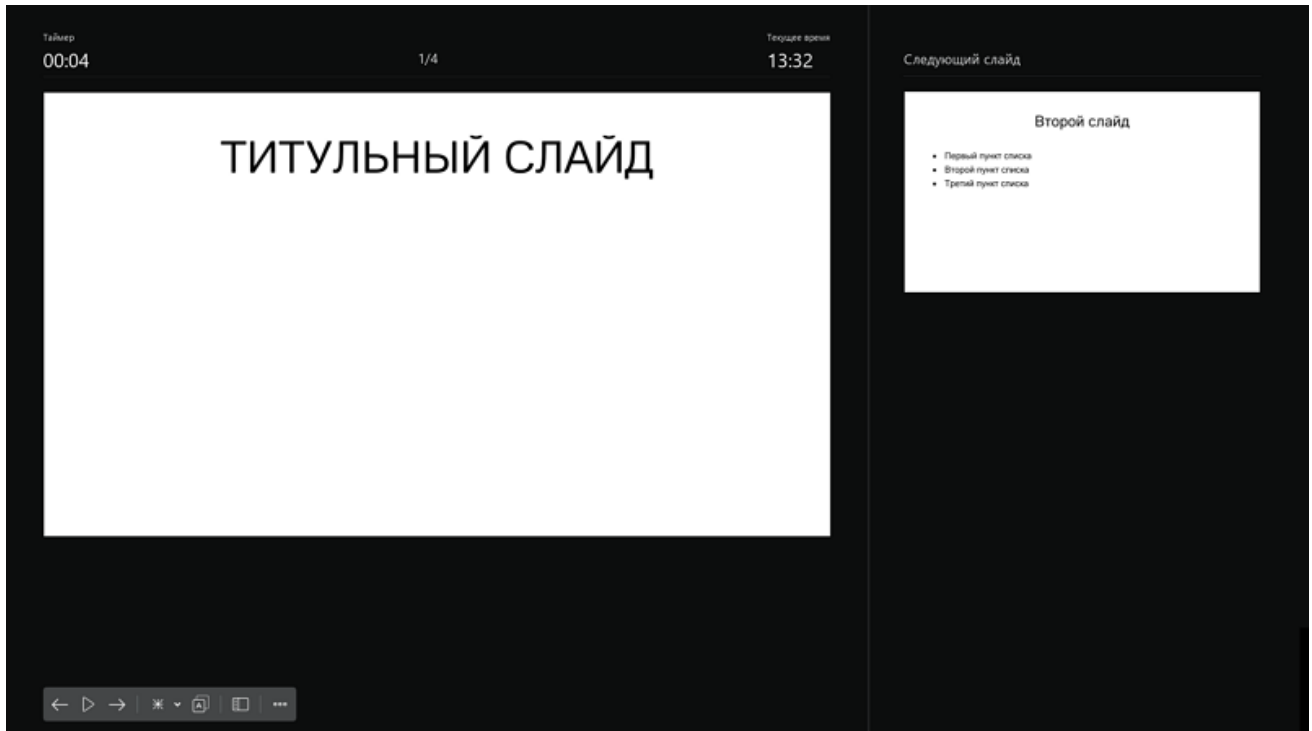 Таймер
00:04
1/4
Текущее время
13:32
ТИТУЛЬНЫЙ СЛАЙД
Следующий слайд
Второй слайд
• Первый пункт списка
• Второй пункт списка
• Третий пункт списка
A